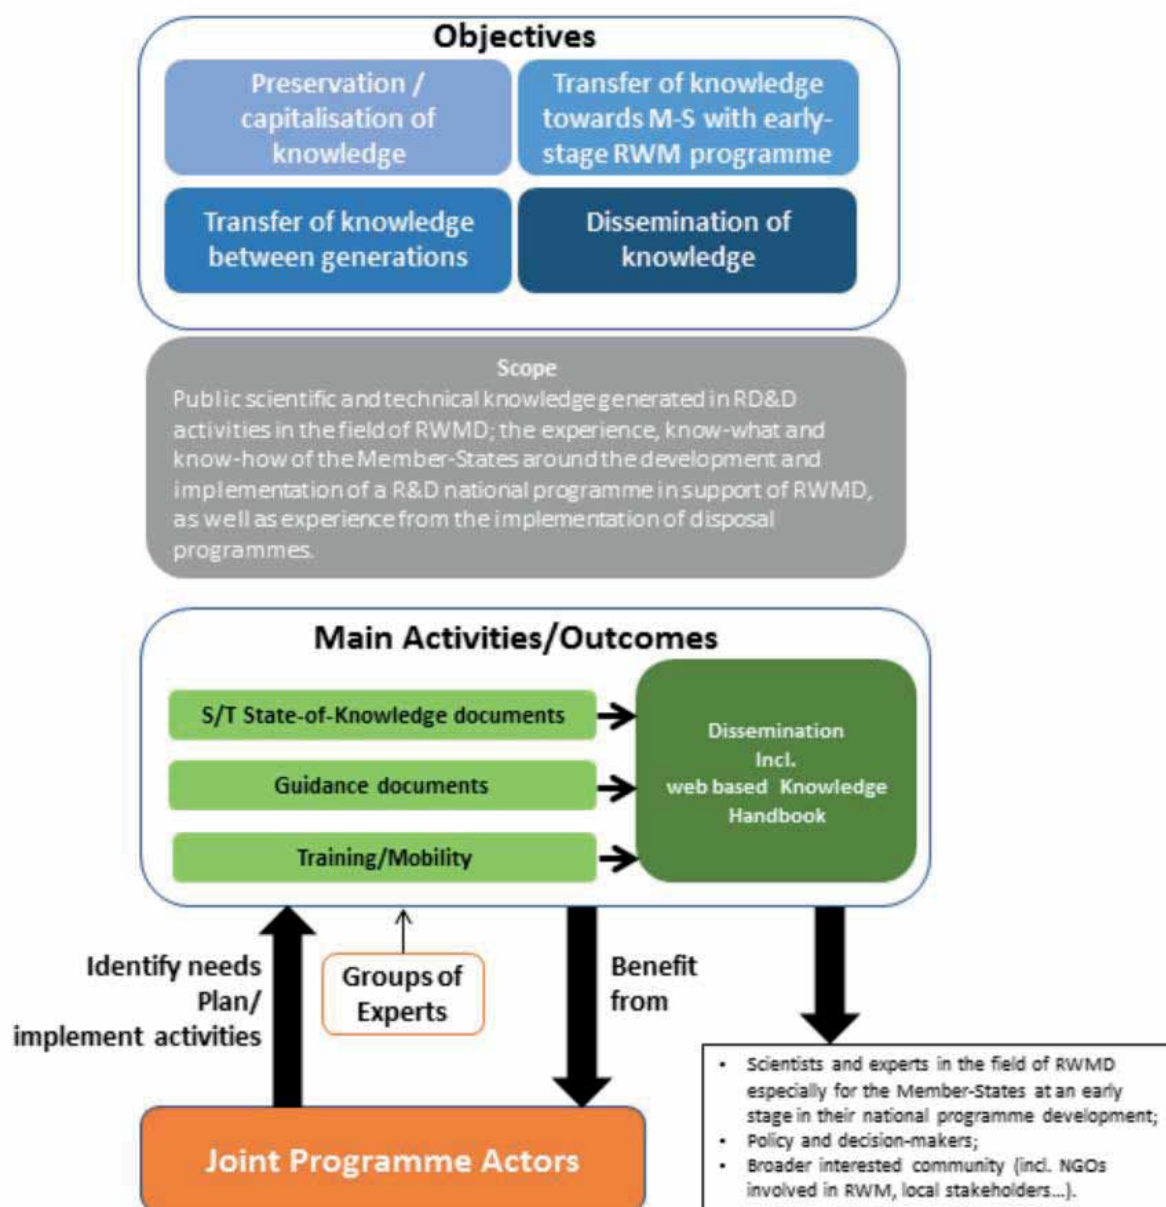 Objectives
Preservation /
capitalisation of
knowledge
Transfer of knowledge
towards M-S with early-
stage RWM programme
Transfer of knowledge
between generations
Dissemination of
knowledge
Scope
Public scientific and technical knowledge generated in RD&D
activities in the field of RWMD; the experience, know-what and
know-how of the Member-States around the development and
implementation of a R&D national programme in support of RWMD,
as well as experience from the implementation of disposal
programmes.
Main Activities/Outcomes
S/T State-of-Knowledge documents
Guidance documents
Training/Mobility
Dissemination
Incl.
web based Knowledge
Handbook
Identify needs
Plan/
implement activities
Groups of
Experts
Benefit
from
Joint Programme Actors
• Scientists and experts in the field of RWMD
especially for the Member-States at an early
stage in their national programme development;
• Policy and decision-makers;
• Broader interested community (incl. NGOs
involved in RWM, local stakeholders...).